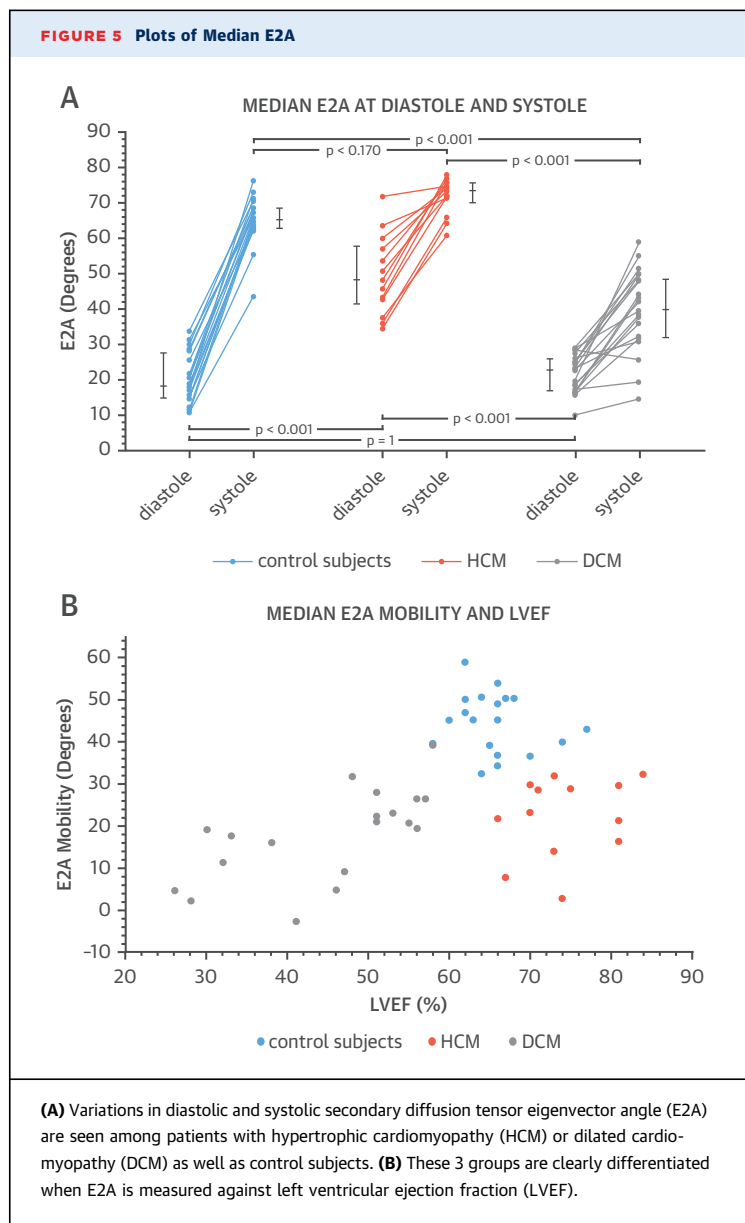 FIGURE 5 Plots of Median E2A
A
MEDIAN E2A AT DIASTOLE AND SYSTOLE
90
80
70
60
50
40
30
20
10
0
E2A (Degrees)
p < 0.001
p < 0.170
p < 0.001
p < 0.001
p < 0.001
p = 1
diastole
systole
diastole
systole
diastole
systole
control subjects HCM DCM
B
MEDIAN E2A MOBILITY AND LVEF
60
50
40
30
20
10
0
-10
E2A Mobility (Degrees)
20 30 40 50 60 70 80 90
LVEF (%)
control subjects HCM DCM
(A) Variations in diastolic and systolic secondary diffusion tensor eigenvector angle (E2A)
are seen among patients with hypertrophic cardiomyopathy (HCM) or dilated cardio-
myopathy (DCM) as well as control subjects. (B) These 3 groups are clearly differentiated
when E2A is measured against left ventricular ejection fraction (LVEF).